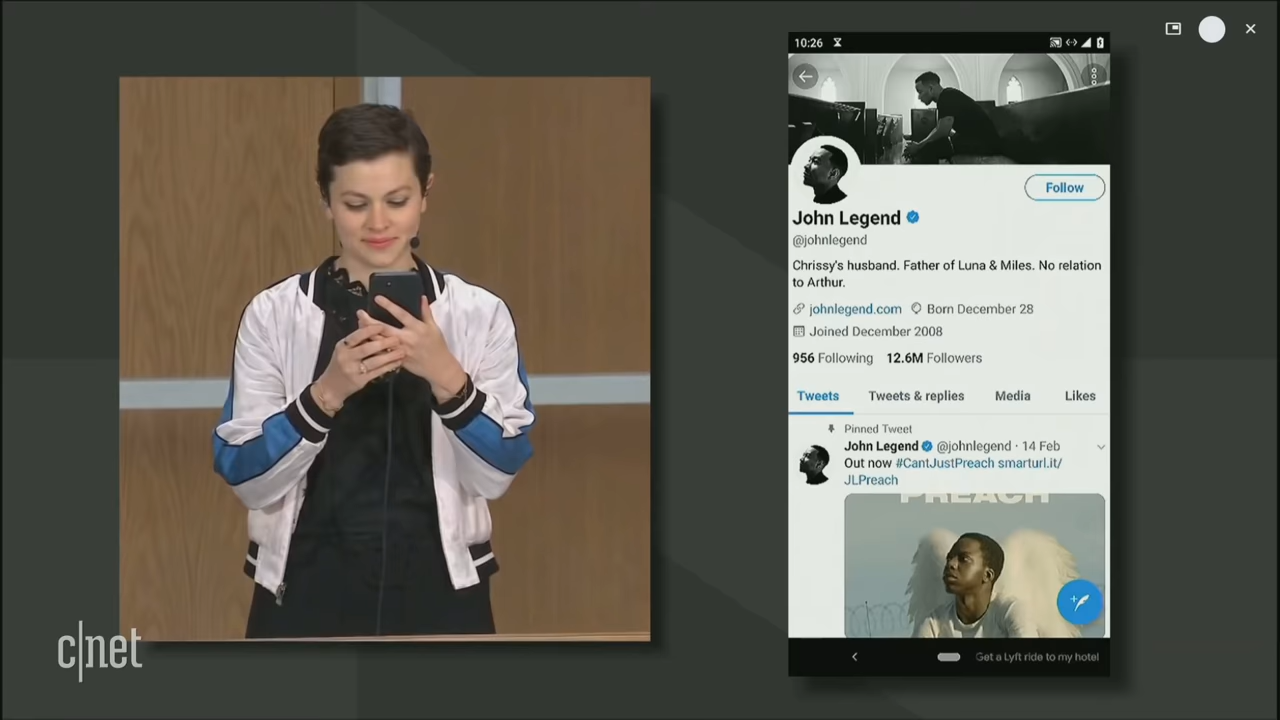 10:26
Follow
John Legend
@johnlegend
Chrissy's husband. Father of Luna & Miles. No relation
to Arthur.
johnlegend.com Born December 28
Joined December 2008
956 Following 12.6M Followers
Tweets Tweets & replies Media Likes
Pinned Tweet
John Legend @johnlegend · 14 Feb
Out now #CantJustPreach smarturl.it/
JLPreach
PREACH
Get a Lyft ride to my hotel
c|net